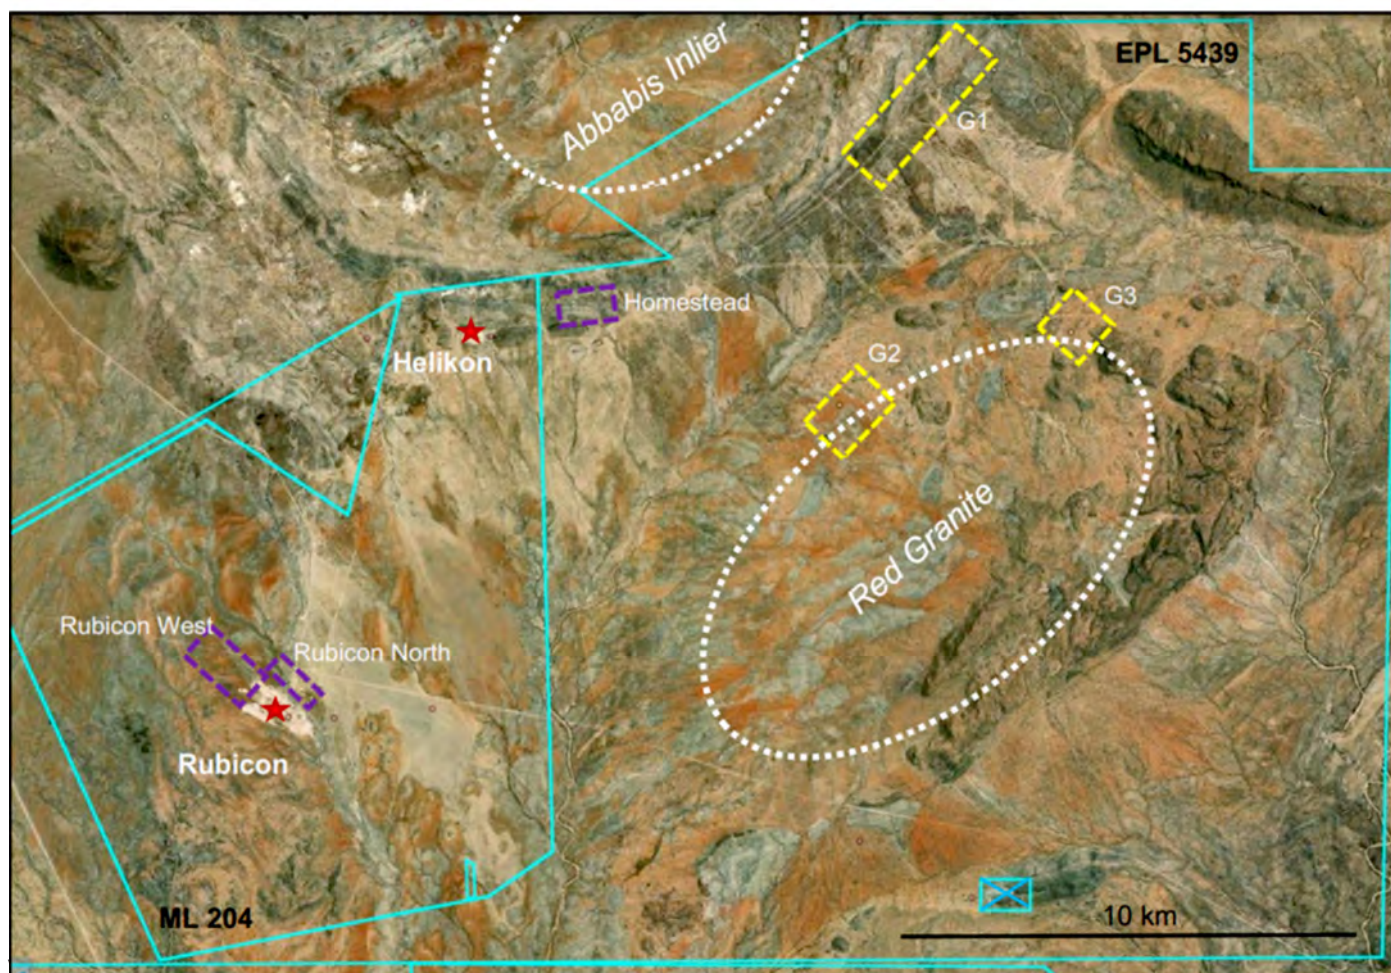 EPL 5439
Abbabis Inlier
G1
Homestead
G3
Helikon
G2
Red Granite
Rubicon West
Rubicon North
Rubicon
ML 204
10 km